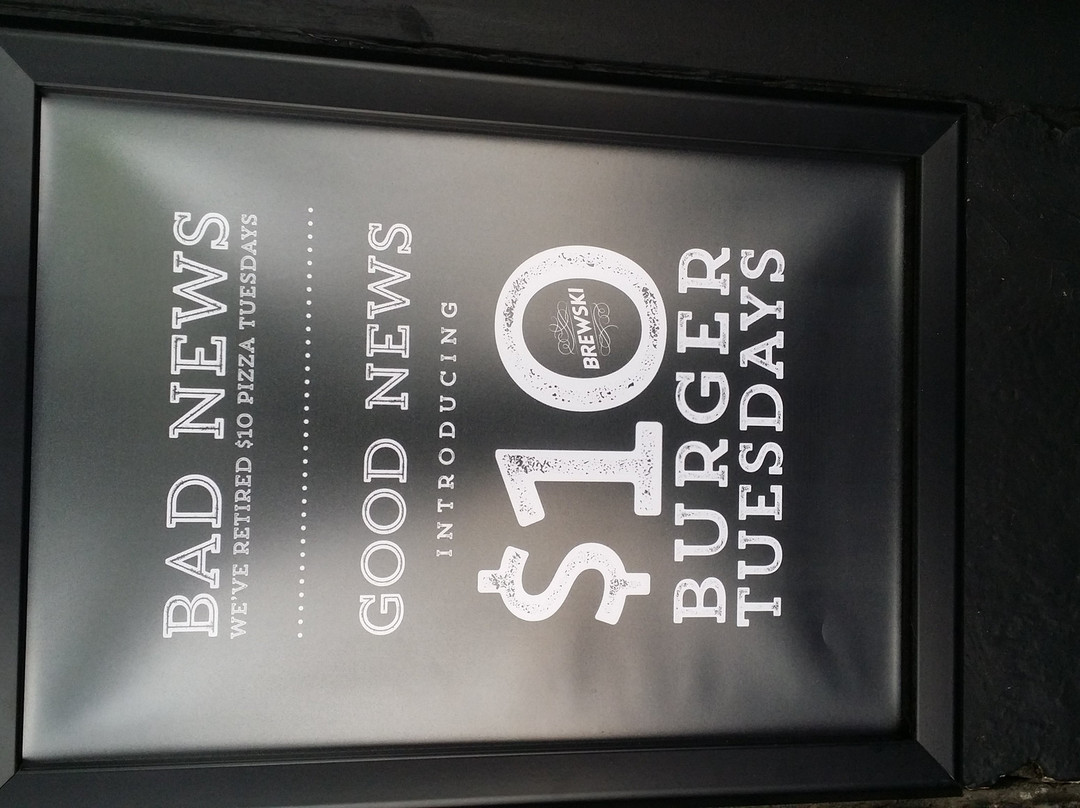 BAD NEWS
WE'VE RETIRED $10 PIZZA TUESDAYS
GOOD NEWS
INTRODUCING
$10
BREWSKI
BURGER
TUESDAYS